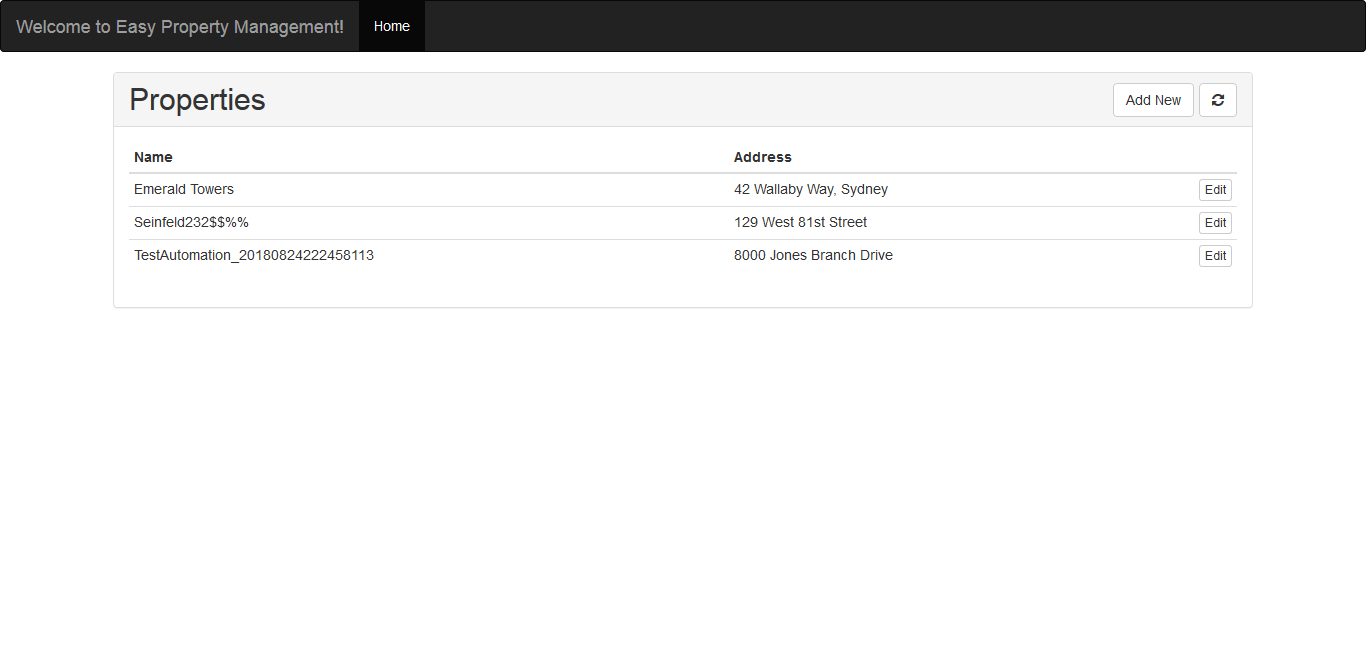 Welcome to Easy Property Management! Home
Properties Add New
Name Address
Emerald Towers 42 Wallaby Way, Sydney Edit
Seinfeld232$$%% 129 West 81st Street Edit
TestAutomation_20180824222458113 8000 Jones Branch Drive Edit